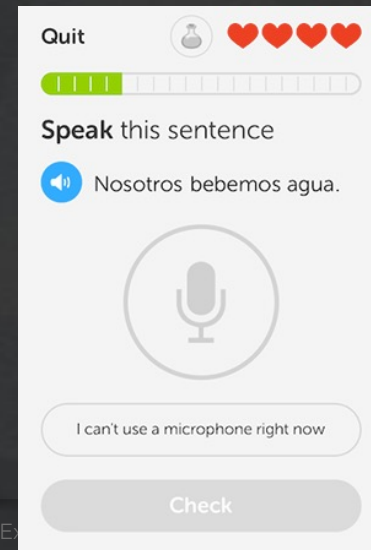 Quit
Speak this sentence
Nosotros bebemos agua.
I can't use a microphone right now
Check